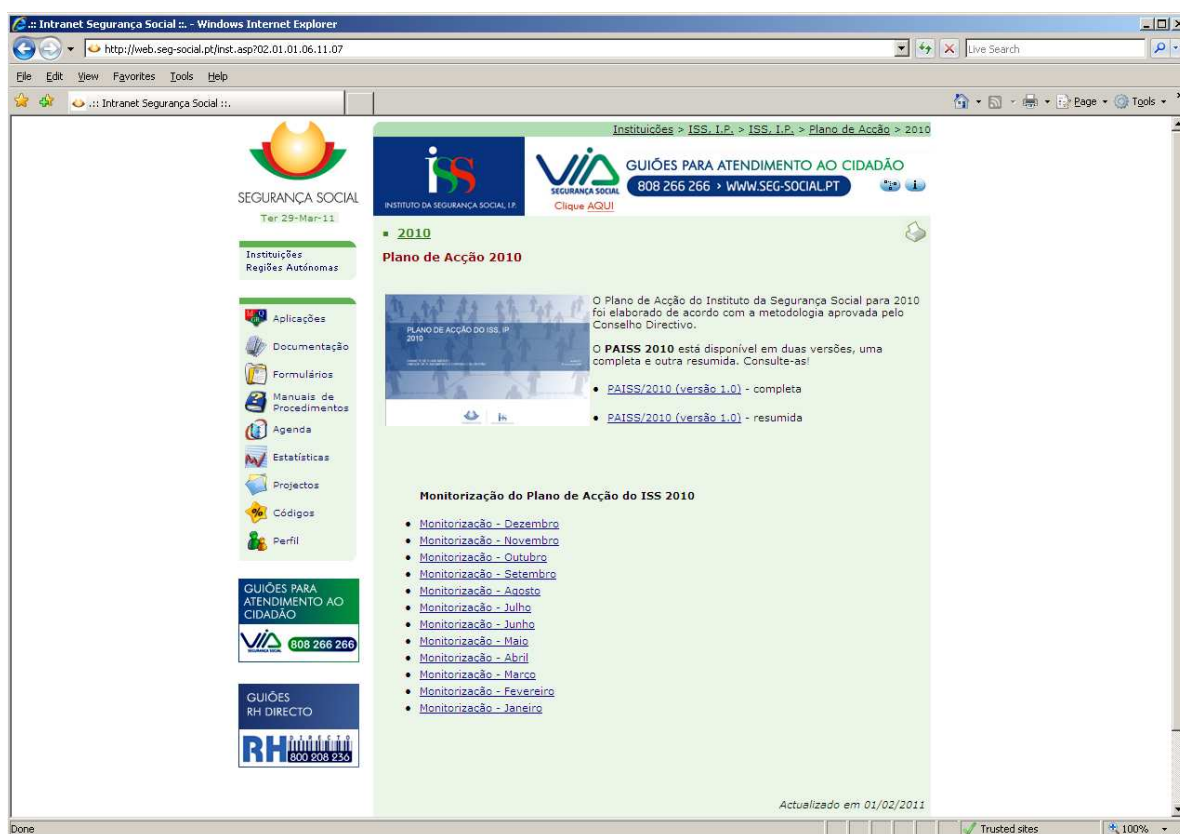 .:: Intranet Segurança Social ::. - Windows Internet Explorer
http://web.seg-social.pt/inst.asp?02.01.01.06.11.07
Live Search
File Edit View Favorites Tools Help
.:: Intranet Segurança Social ::.
Page Tools
Instituições > ISS, I.P. > ISS, I.P. > Plano de Acção > 2010
SEGURANÇA SOCIAL
Ter 29-Mar-11
iss
INSTITUTO DA SEGURANÇA SOCIAL, I.P.
VIA
SEGURANÇA SOCIAL
Clique AQUI
GUIÕES PARA ATENDIMENTO AO CIDADÃO
808 266 266 > WWW.SEG-SOCIAL.PT
Instituições
Regiões Autónomas
Aplicações
Documentação
Formulários
Manuais de
Procedimentos
Agenda
Estatísticas
Projectos
Códigos
Perfil
GUIÕES PARA
ATENDIMENTO AO
CIDADÃO
VIA 808 266 266
GUIÕES
RH DIRECTO
RH DIRECTO
800 208 236
2010
Plano de Acção 2010
PLANO DE ACÇÃO DO ISS, IP
2010
O Plano de Acção do Instituto da Segurança Social para 2010
foi elaborado de acordo com a metodologia aprovada pelo
Conselho Directivo.
O PAISS 2010 está disponível em duas versões, uma
completa e outra resumida. Consulte-as!
• PAISS/2010 (versão 1.0) - completa
• PAISS/2010 (versão 1.0) - resumida
Monitorização do Plano de Acção do ISS 2010
• Monitorização - Dezembro
• Monitorização - Novembro
• Monitorização - Outubro
• Monitorização - Setembro
• Monitorização - Agosto
• Monitorização - Julho
• Monitorização - Junho
• Monitorização - Maio
• Monitorização - Abril
• Monitorização - Março
• Monitorização - Fevereiro
• Monitorização - Janeiro
Actualizado em 01/02/2011
Done
Trusted sites
100%